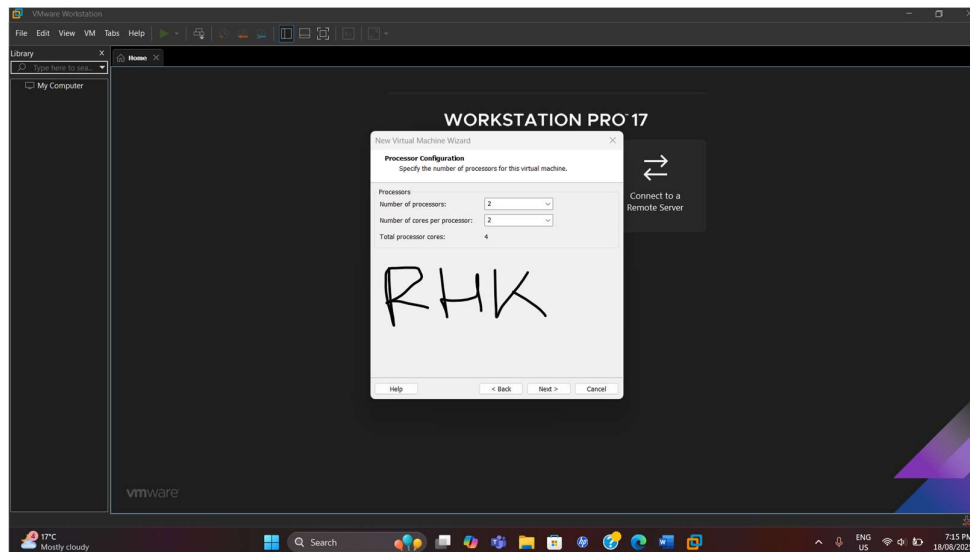 VMware Workstation
File Edit View VM Tabs Help
Library X
Home X
Type here to sea...
My Computer
WORKSTATION PRO 17
New Virtual Machine Wizard
Processor Configuration
Specify the number of processors for this virtual machine.
Connect to a
Remote Server
Processors
Number of processors: 2
Number of cores per processor: 2
Total processor cores: 4
RHK
Help < Back Next > Cancel
vmware
17°C
Mostly cloudy
Search
ENG
US
7:15 PM